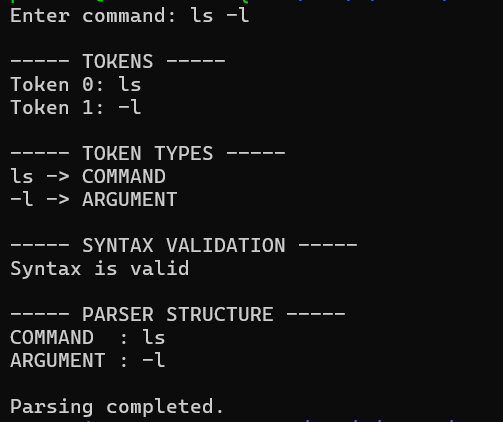 Enter command: ls -l
----- TOKENS -----
Token 0: ls
Token 1: -l
----- TOKEN TYPES -----
ls -> COMMAND
-l -> ARGUMENT
----- SYNTAX VALIDATION -----
Syntax is valid
----- PARSER STRUCTURE -----
COMMAND  : ls
ARGUMENT : -l
Parsing completed.